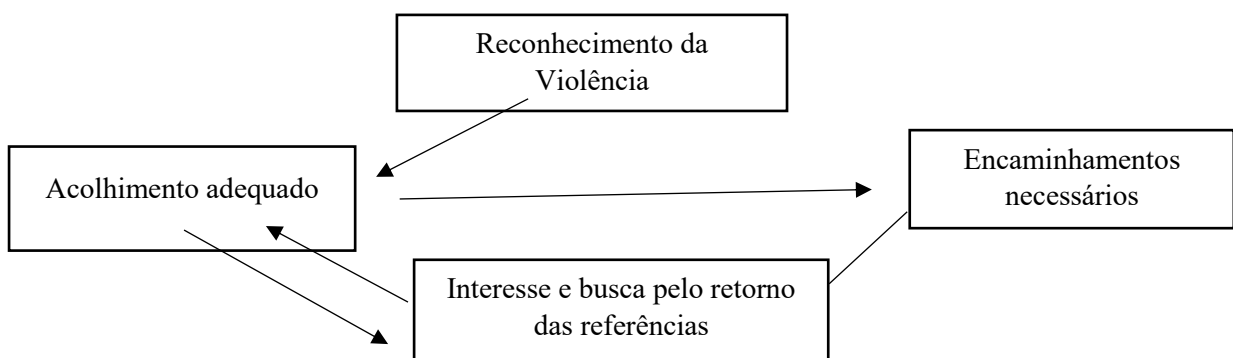 Reconhecimento da
Violência
Acolhimento adequado
Encaminhamentos
necessários
Interesse e busca pelo retorno
das referências